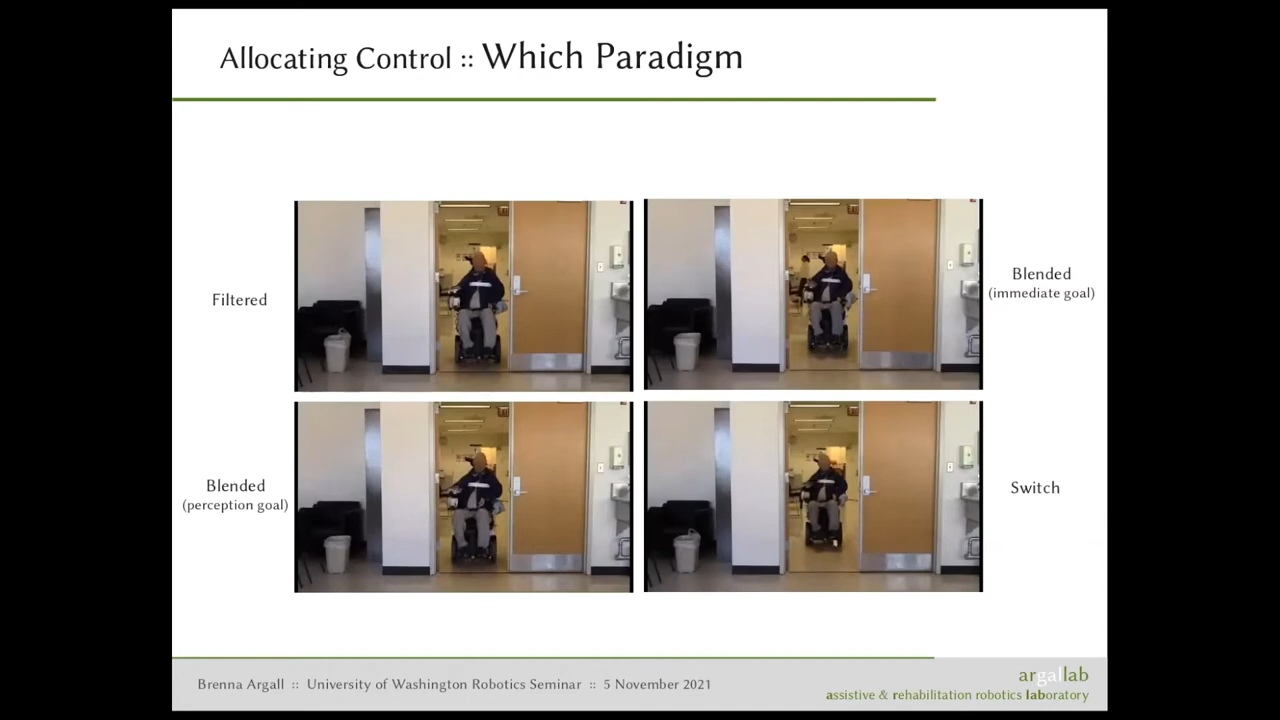 Allocating Control :: Which Paradigm
Filtered
Blended
(immediate goal)
Blended
(perception goal)
Switch
Brenna Argall :: University of Washington Robotics Seminar :: 5 November 2021
argallab
assistive & rehabilitation robotics laboratory